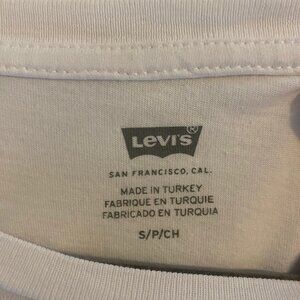 Levi's®
SAN FRANCISCO, CAL.
MADE IN TURKEY
FABRIQUE EN TURQUIE
FABRICADO EN TURQUIA
S/P/CH